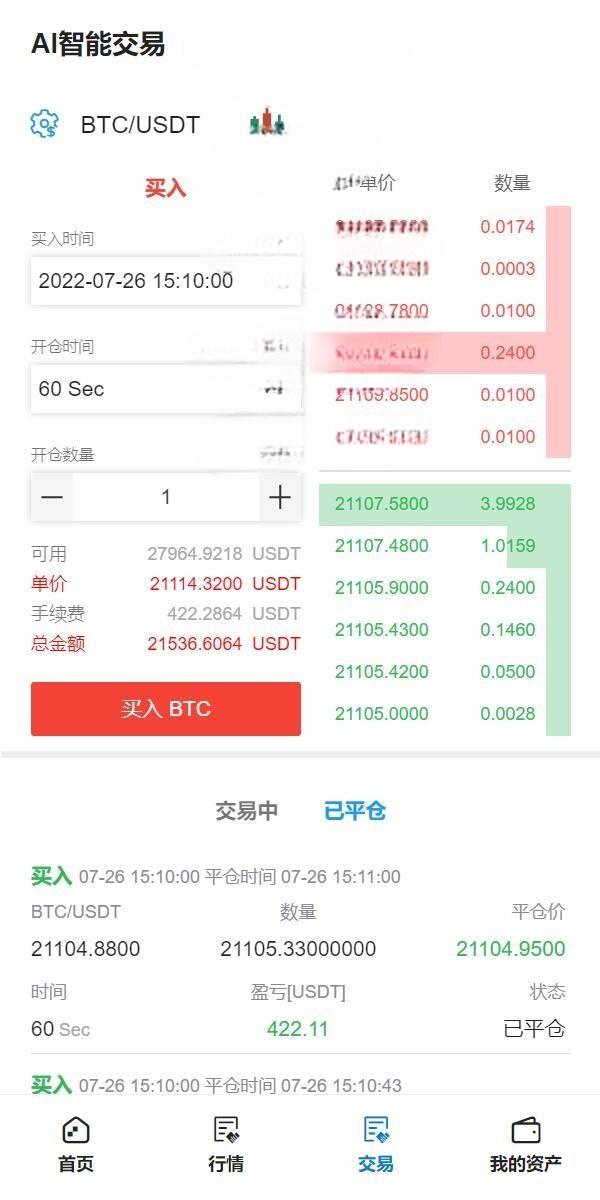 AI智能交易
BTC/USDT
买入
单价 数量
买入时间
0.0174
2022-07-26 15:10:00
0.0003
0.0100
开仓时间
0.2400
60 Sec
0.0100
0.0100
开仓数量
1
21107.5800 3.9928
可用 27964.9218 USDT
21107.4800 1.0159
单价 21114.3200 USDT
21105.9000 0.2400
手续费 422.2864 USDT
21105.4300 0.1460
总金额 21536.6064 USDT
21105.4200 0.0500
买入 BTC
21105.0000 0.0028
交易中 已平仓
买入 07-26 15:10:00 平仓时间 07-26 15:11:00
BTC/USDT 数量 平仓价
21104.8800 21105.33000000 21104.9500
时间 盈亏[USDT] 状态
60 Sec 422.11 已平仓
买入 07-26 15:10:00 平仓时间 07-26 15:10:43
首页 行情 交易 我的资产